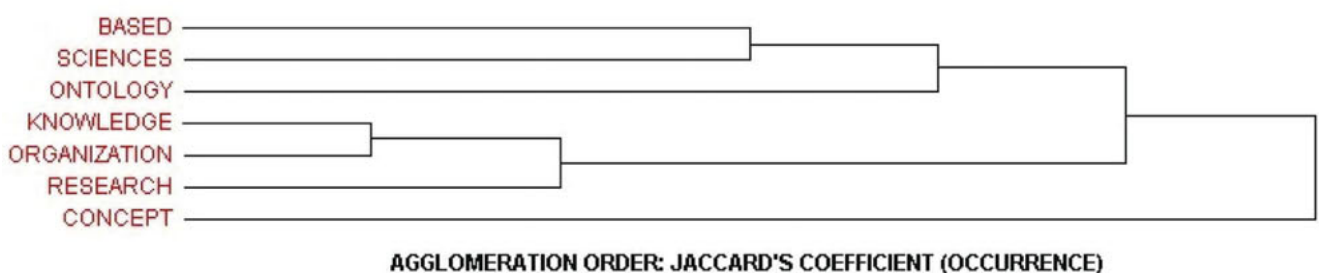 BASED
SCIENCES
ONTOLOGY
KNOWLEDGE
ORGANIZATION
RESEARCH
CONCEPT
AGGLOMERATION ORDER: JACCARD'S COEFFICIENT (OCCURRENCE)